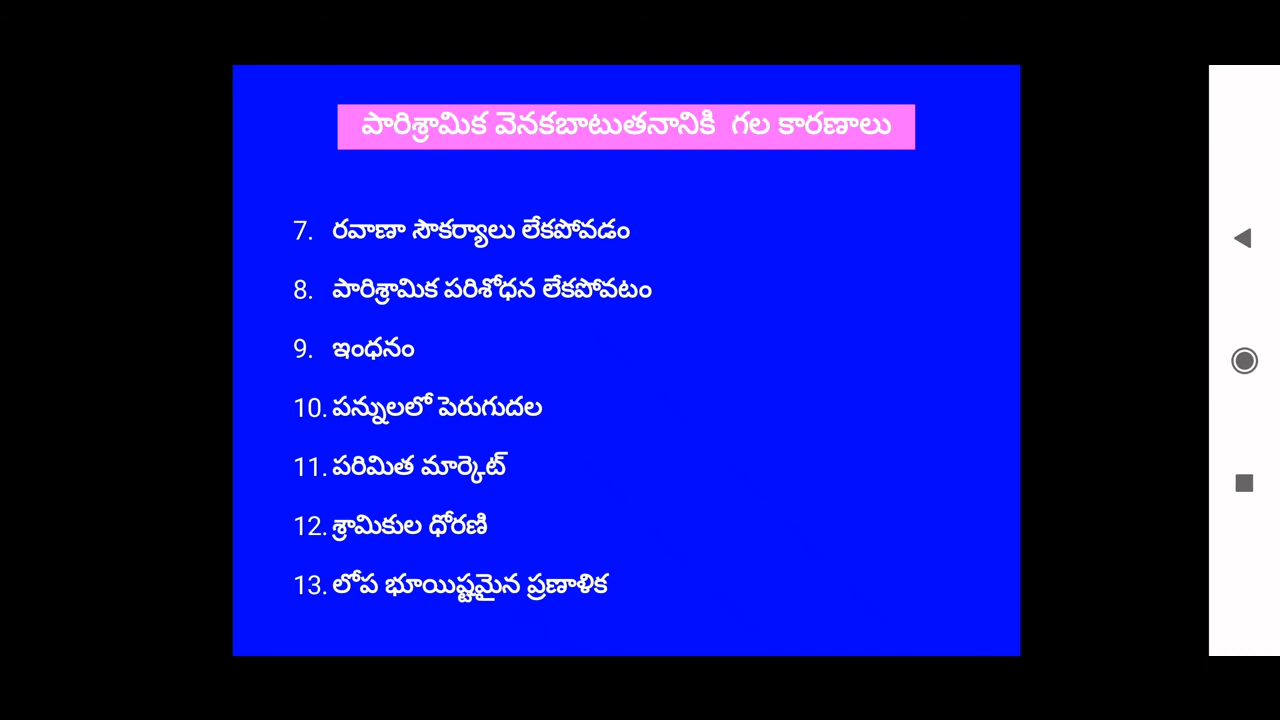 పారిశ్రామిక వెనకబాటుతనానికి గల కారణాలు
7. రవాణా సౌకర్యాలు లేకపోవడం
8. పారిశ్రామిక పరిశోధన లేకపోవటం
9. ఇంధనం
10. పన్నులలో పెరుగుదల
11. పరిమిత మార్కెట్
12. శ్రామికుల ధోరణి
13. లోప భూయిష్టమైన ప్రణాళిక